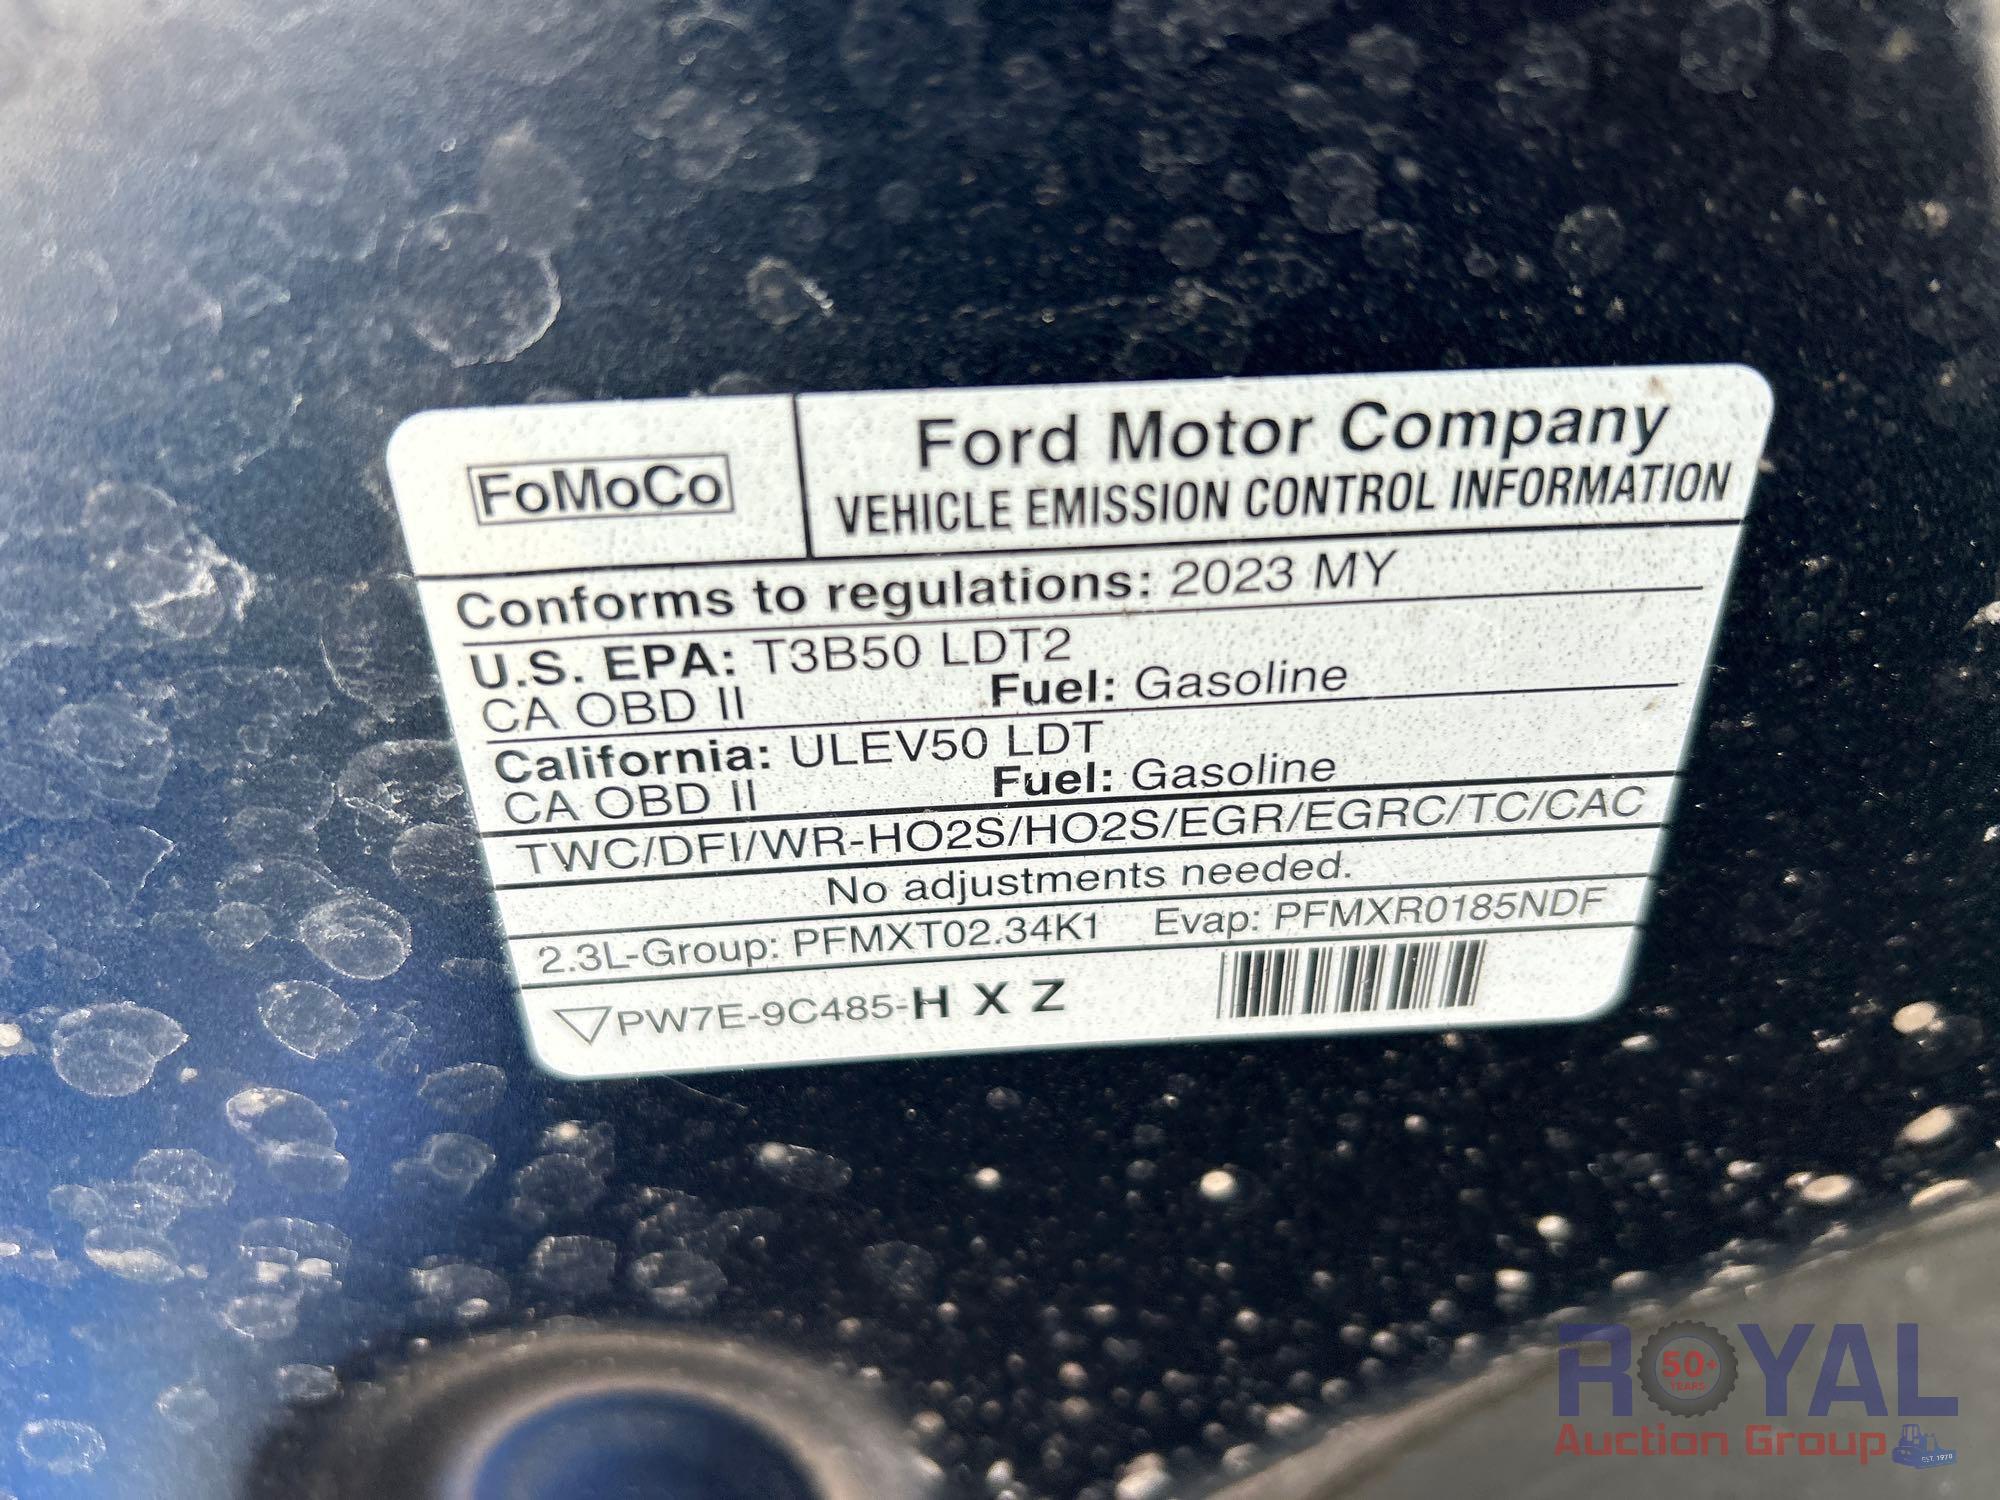 FoMoCo
Ford Motor Company
VEHICLE EMISSION CONTROL INFORMATION
Conforms to regulations: 2023 MY
U.S. EPA: T3B50 LDT2
CA OBD II Fuel: Gasoline
California: ULEV50 LDT
CA OBD II Fuel: Gasoline
TWC/DFI/WR-HO2S/HO2S/EGR/EGRC/TC/CAC
No adjustments needed.
2.3L-Group: PFMXT02.34K1 Evap: PFMXR0185NDF
PW7E-9C485-H X Z
ROYAL
50+
YEARS
Auction Group
EST. 1970